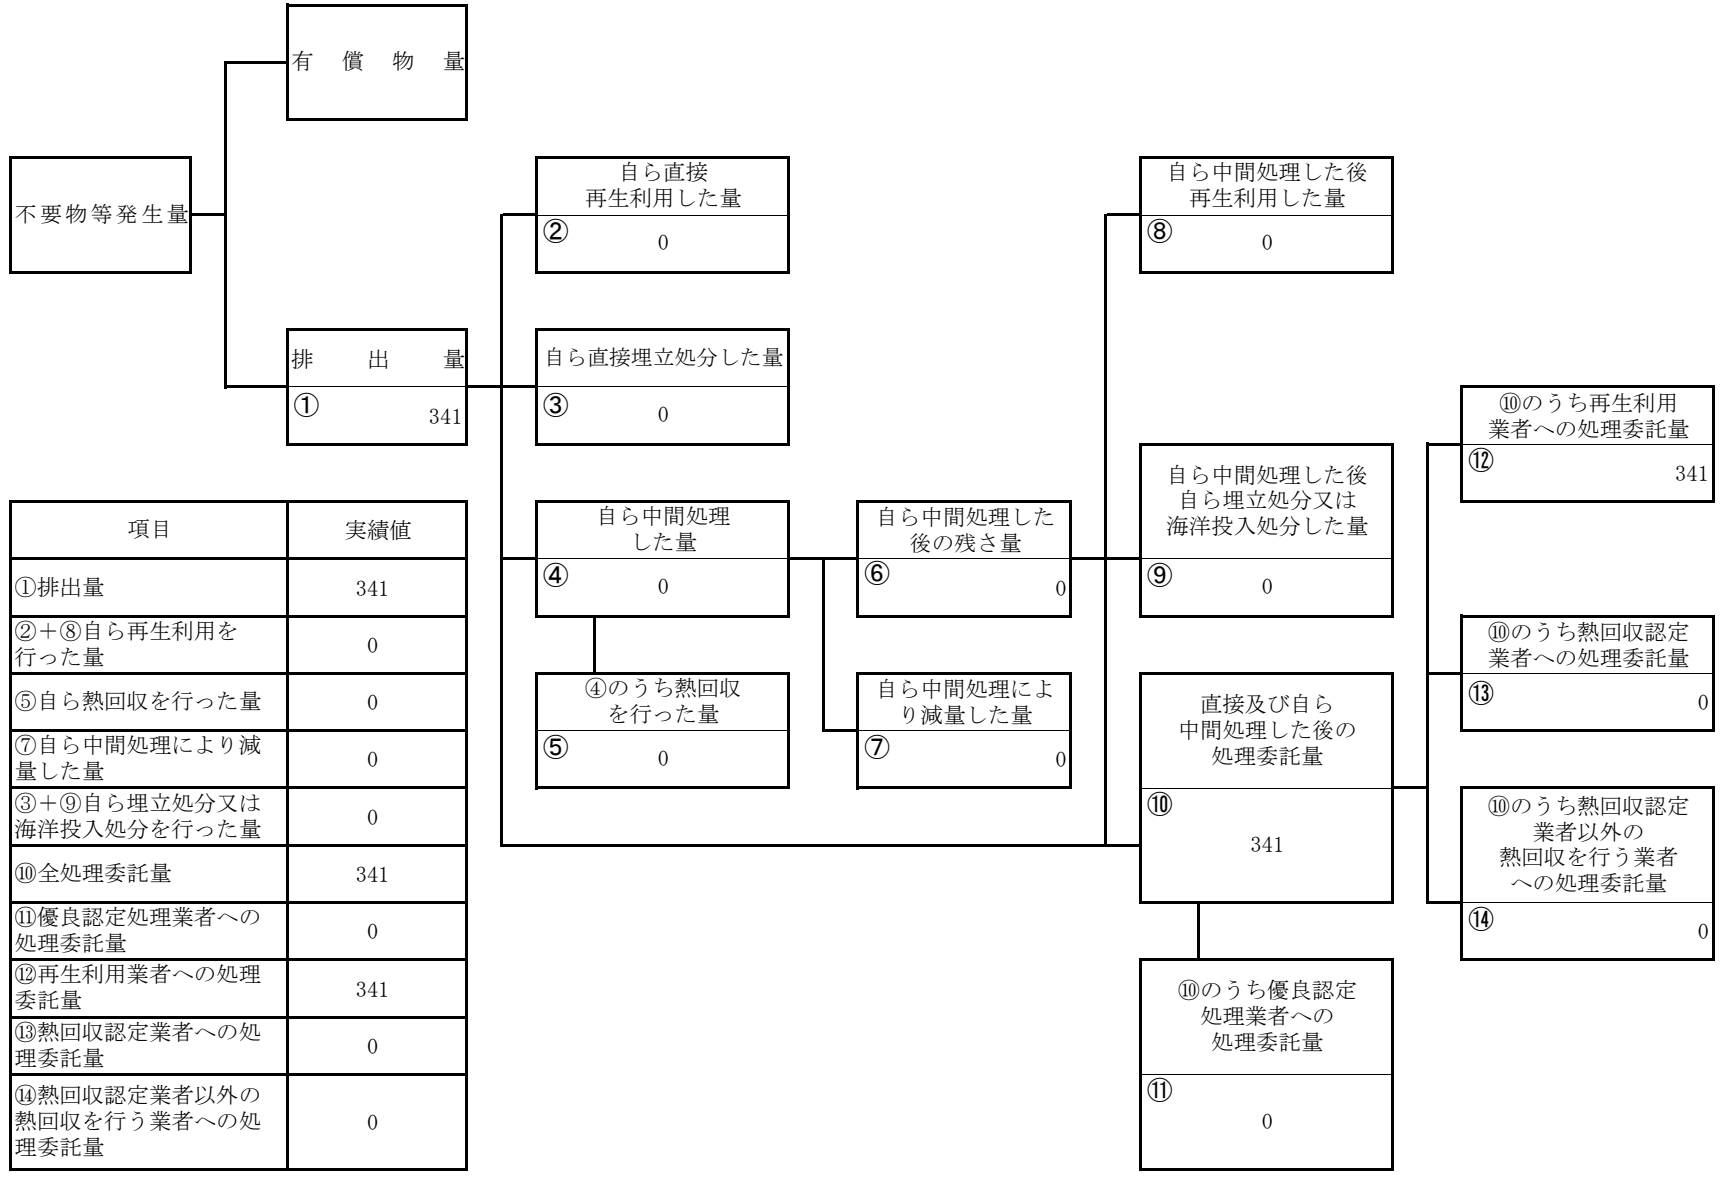 有償物量
不要物等発生量
自ら直接
再生利用した量
②
0
自ら中間処理した後
再生利用した量
⑧
0
排出量
①
341
自ら直接埋立処分した量
③
0
⑩のうち再生利用
業者への処理委託量
⑫
341
自ら中間処理
した量
④
0
自ら中間処理した
後の残さ量
⑥
0
自ら中間処理した後
自ら埋立処分又は
海洋投入処分した量
⑨
0
⑩のうち熱回収認定
業者への処理委託量
⑬
0
④のうち熱回収
を行った量
⑤
0
自ら中間処理によ
り減量した量
⑦
0
直接及び自ら
中間処理した後の
処理委託量
⑩
341
⑩のうち熱回収認定
業者以外の
熱回収を行う業者
への処理委託量
⑭
0
⑩のうち優良認定
処理業者への
処理委託量
⑪
0
項目
実績値
①排出量
341
②＋⑧自ら再生利用を
行った量
0
⑤自ら熱回収を行った量
0
⑦自ら中間処理により減
量した量
0
③＋⑨自ら埋立処分又は
海洋投入処分を行った量
0
⑩全処理委託量
341
⑪優良認定処理業者への
処理委託量
0
⑫再生利用業者への処理
委託量
341
⑬熱回収認定業者への処
理委託量
0
⑭熱回収認定業者以外の
熱回収を行う業者への処
理委託量
0